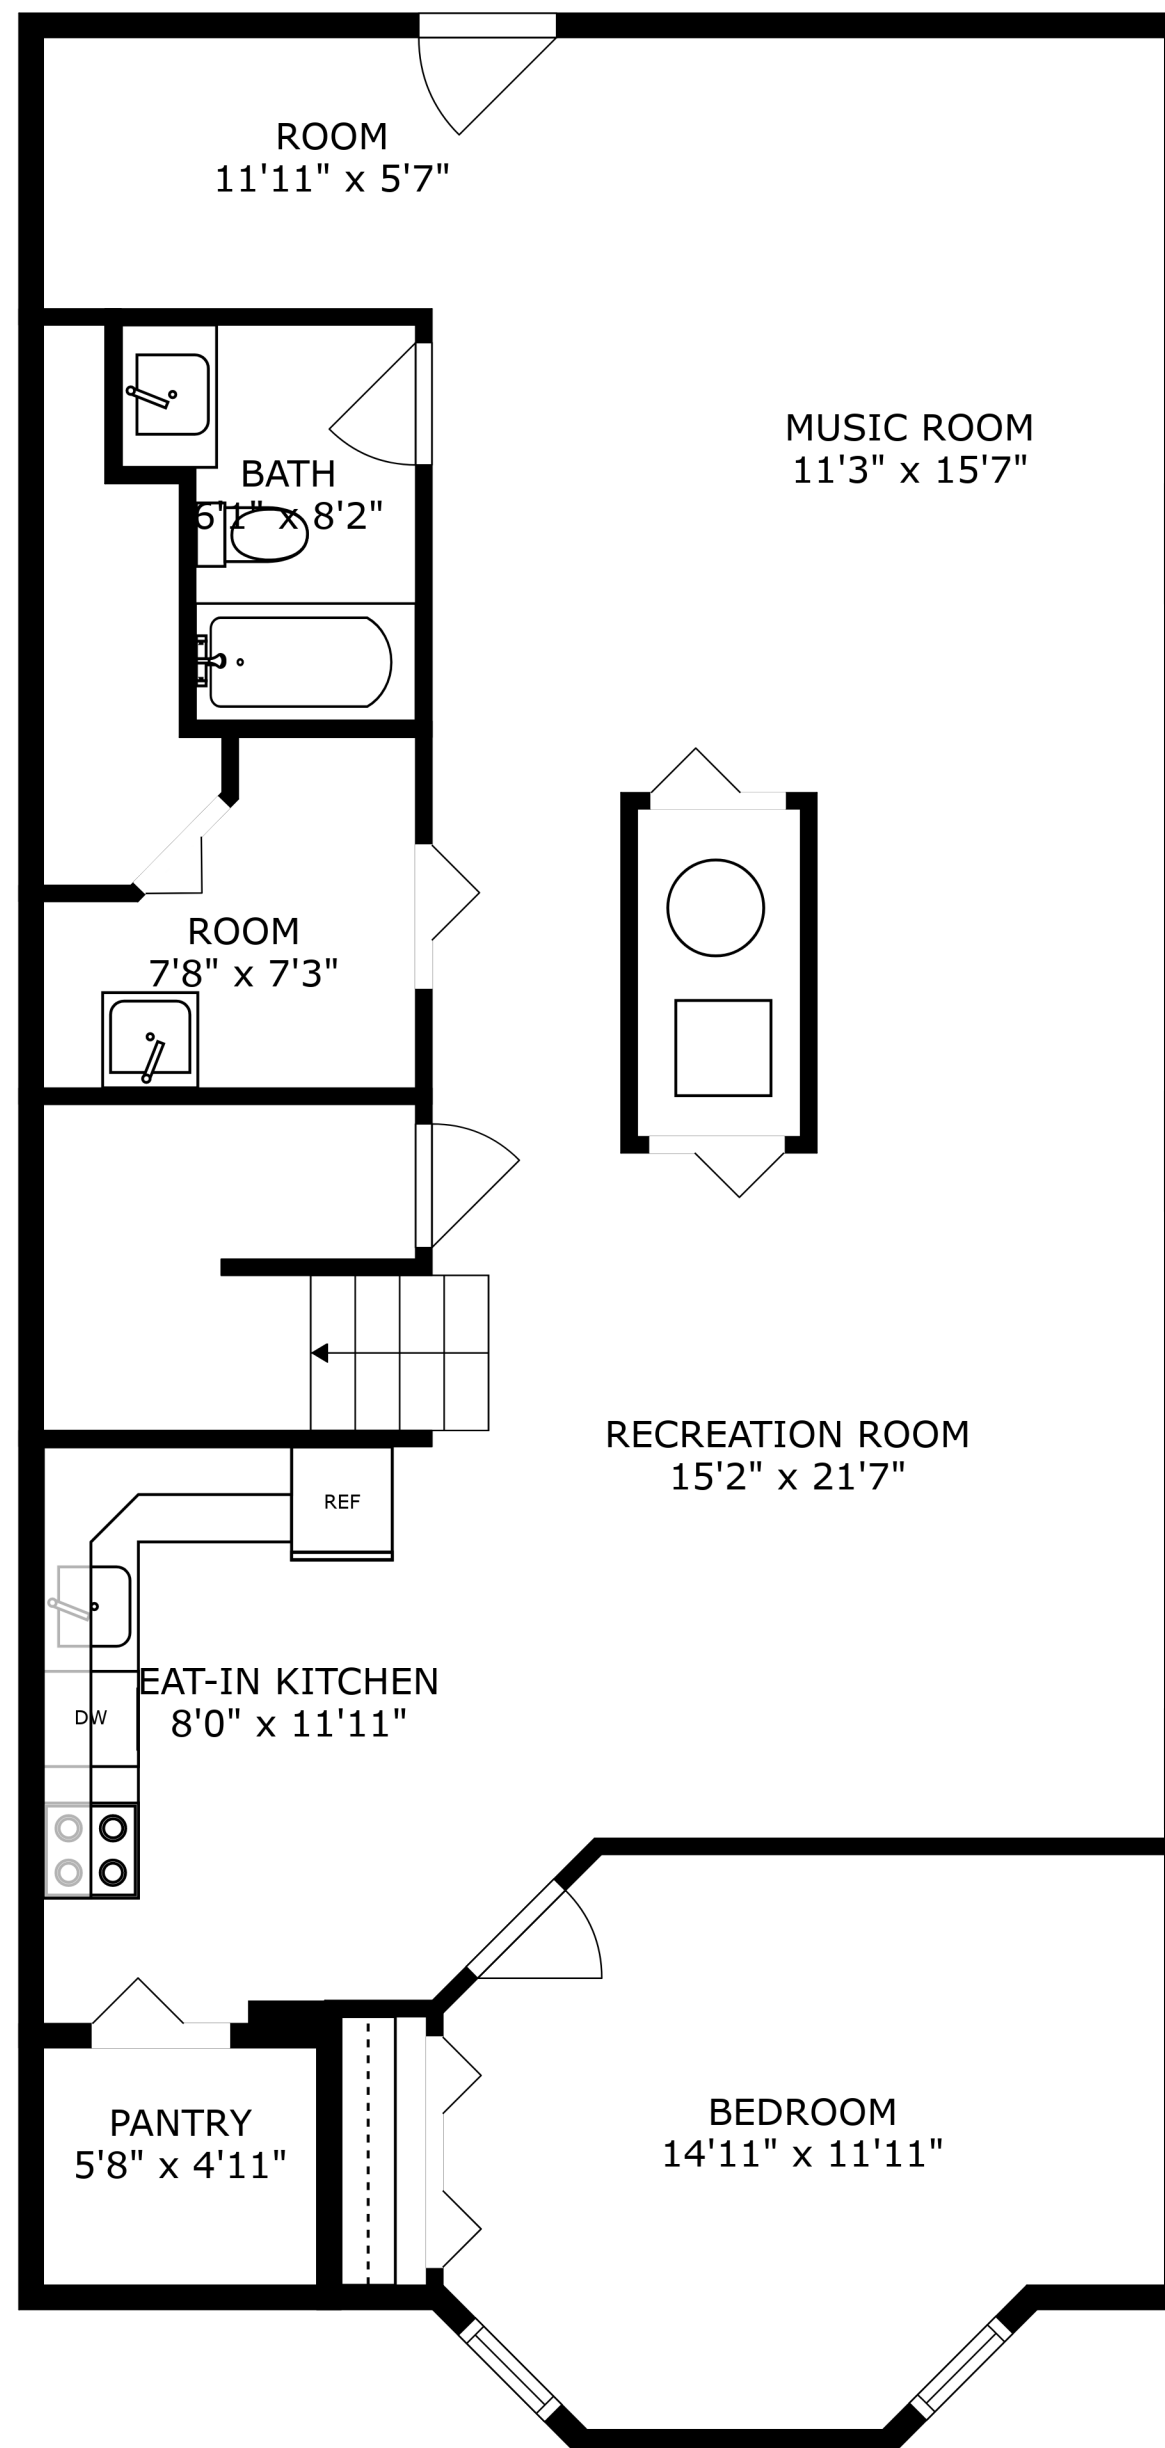 ROOM
11'11" x 5'7"
MUSIC ROOM
11'3" x 15'7"
BATH
6'1" x 8'2"
ROOM
7'8" x 7'3"
RECREATION ROOM
15'2" x 21'7"
REF
EAT-IN KITCHEN
8'0" x 11'11"
DW
PANTRY
5'8" x 4'11"
BEDROOM
14'11" x 11'11"